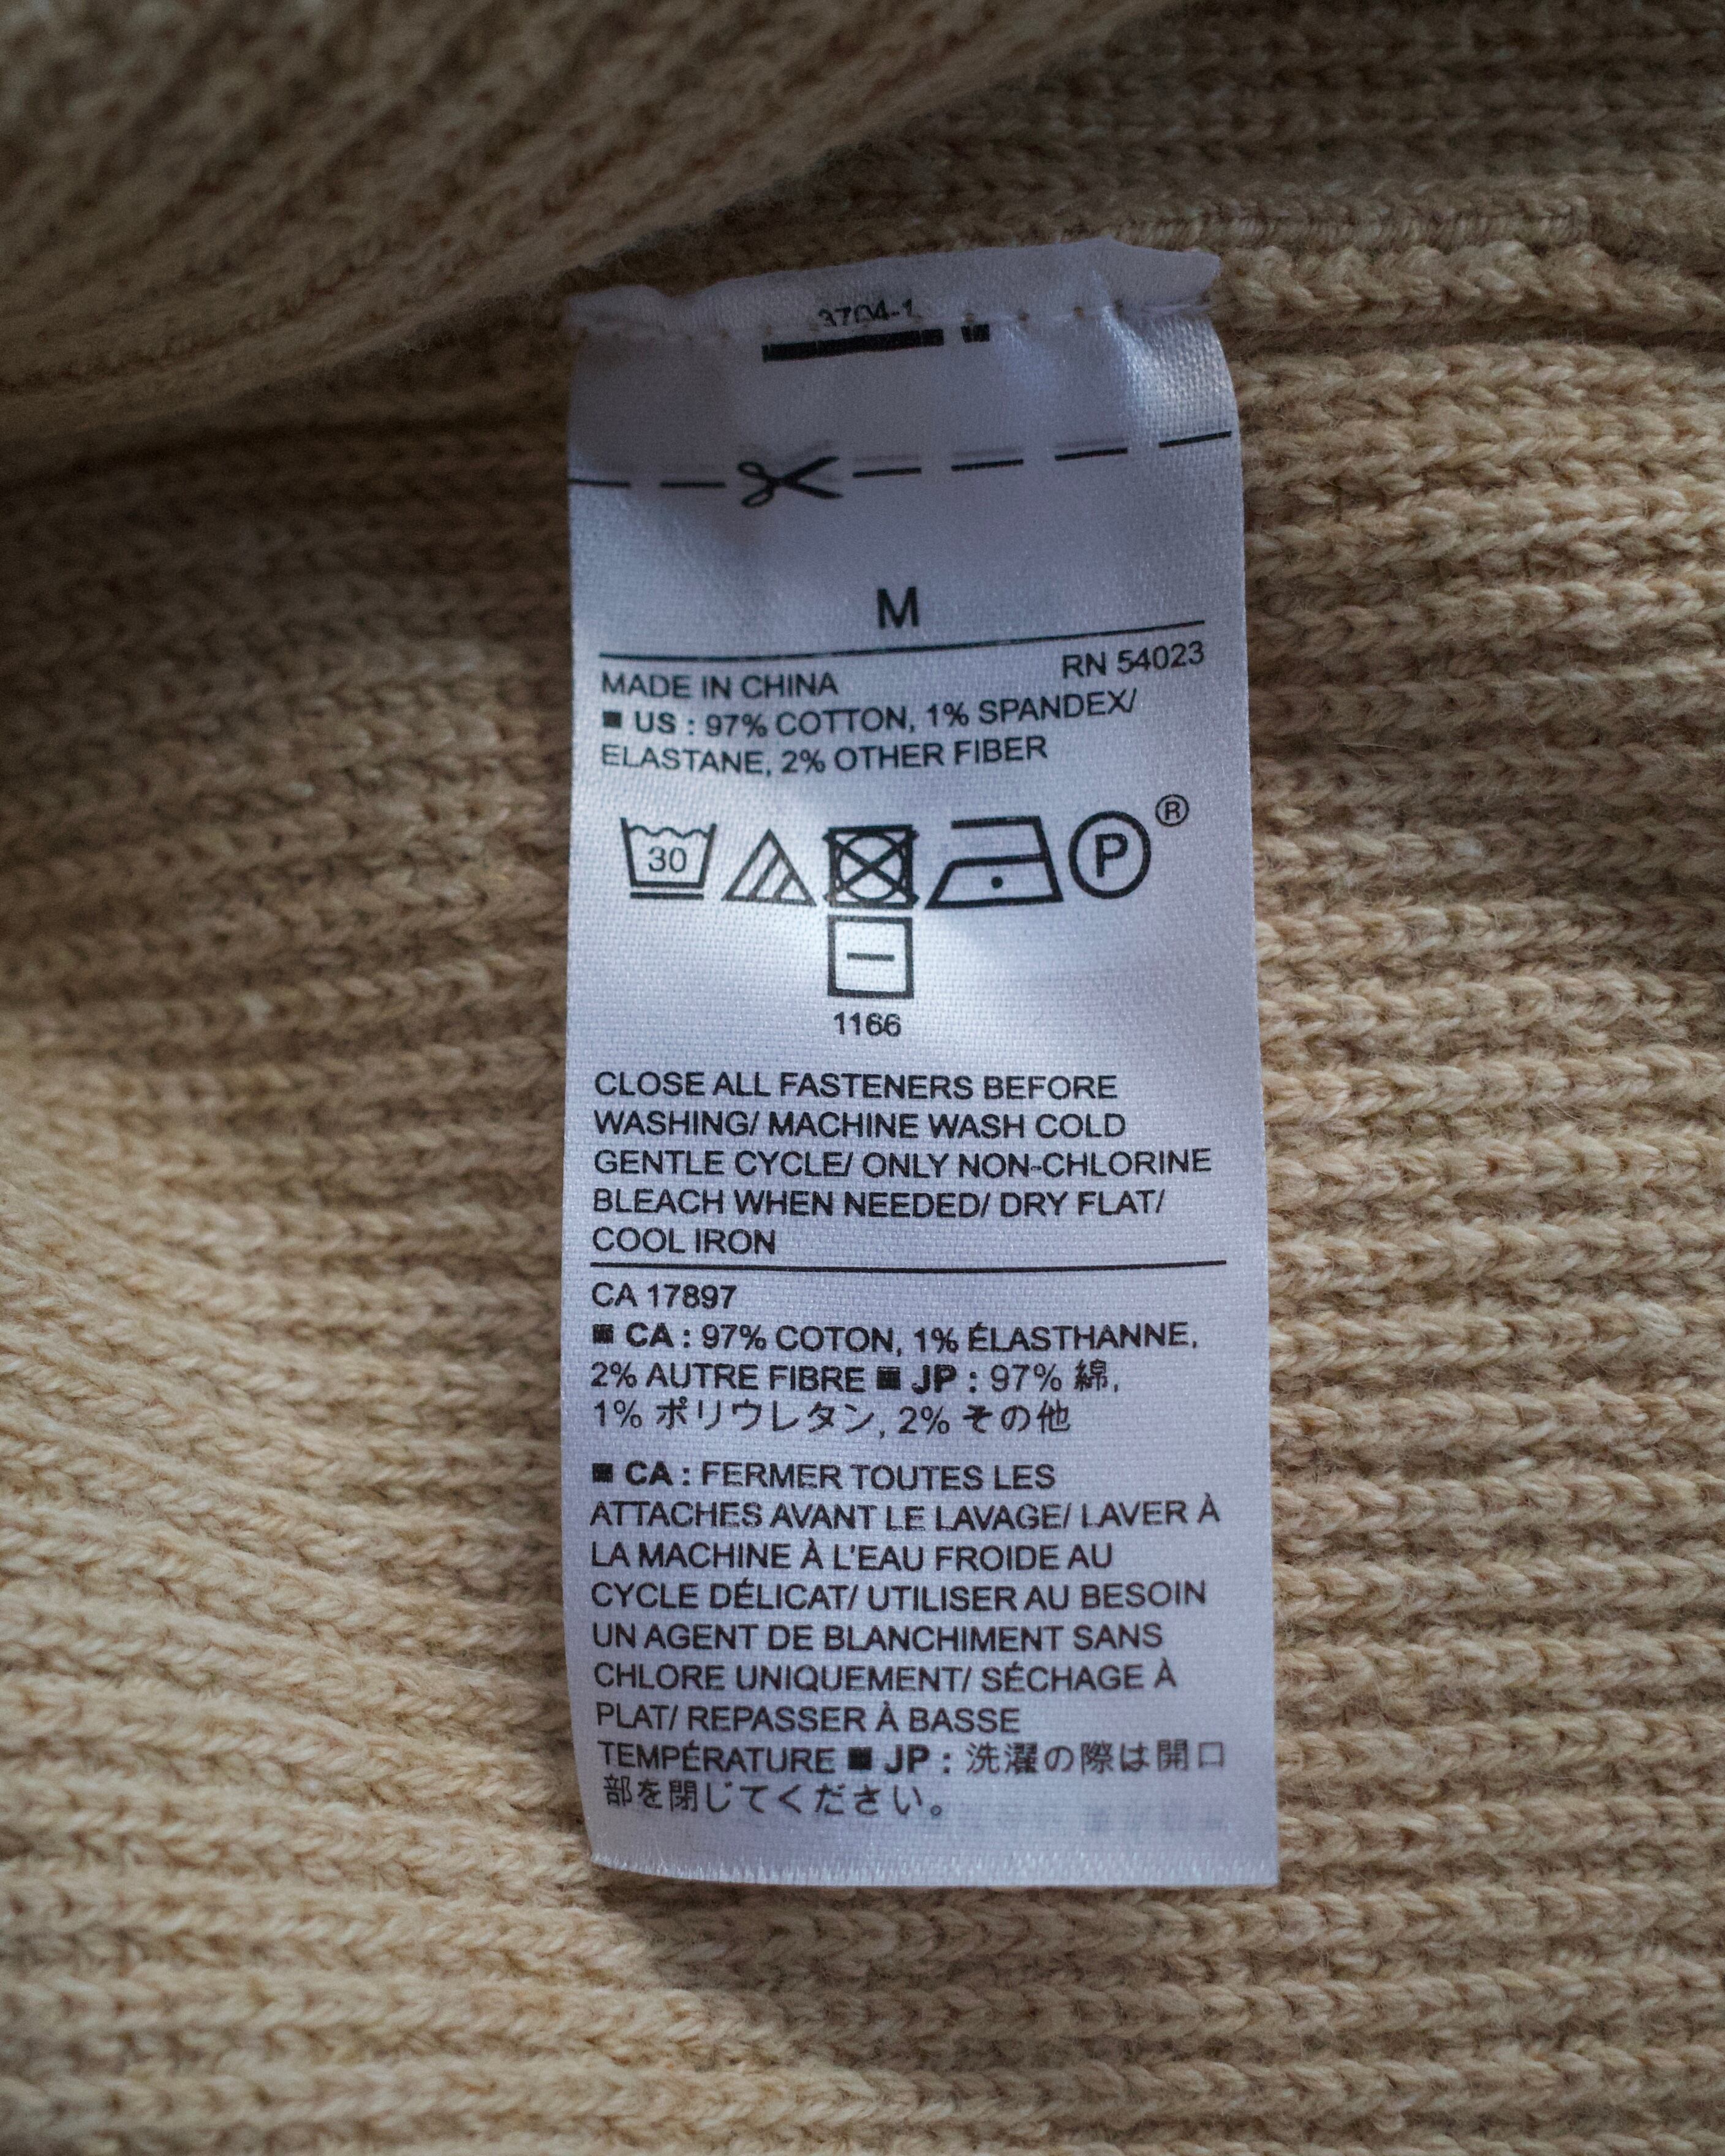 3704-1
M
RN 54023
MADE IN CHINA
US : 97% COTTON, 1% SPANDEX/
ELASTANE, 2% OTHER FIBER
30
P ®
1166
CLOSE ALL FASTENERS BEFORE
WASHING/ MACHINE WASH COLD
GENTLE CYCLE/ ONLY NON-CHLORINE
BLEACH WHEN NEEDED/ DRY FLAT/
COOL IRON
CA 17897
■ CA : 97% COTON, 1% ÉLASTHANNE,
2% AUTRE FIBRE ■ JP : 97% 綿,
1% ポリウレタン, 2% その他
■ CA : FERMER TOUTES LES
ATTACHES AVANT LE LAVAGE/ LAVER À
LA MACHINE À L'EAU FROIDE AU
CYCLE DÉLICAT/ UTILISER AU BESOIN
UN AGENT DE BLANCHIMENT SANS
CHLORE UNIQUEMENT/ SÉCHAGE À
PLAT/ REPASSER À BASSE
TEMPÉRATURE ■ JP : 洗濯の際は開口
部を閉じてください。